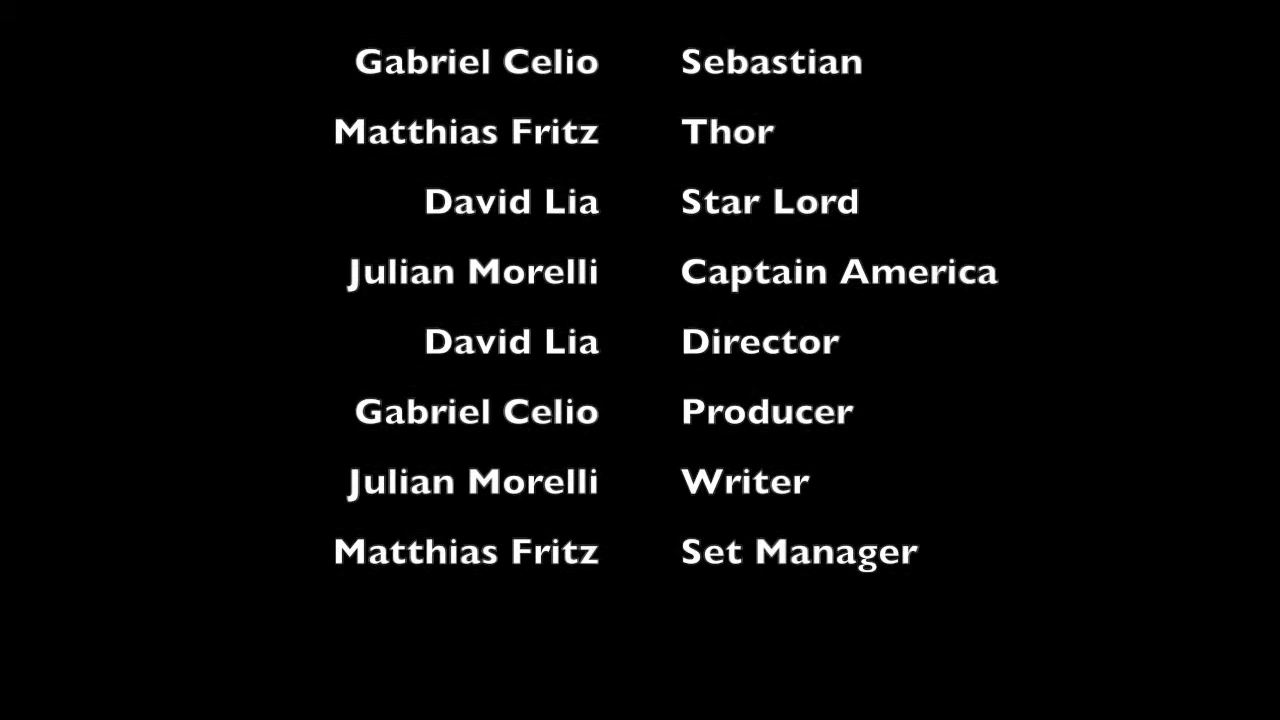 Gabriel Celio Sebastian
Matthias Fritz Thor
David Lia Star Lord
Julian Morelli Captain America
David Lia Director
Gabriel Celio Producer
Julian Morelli Writer
Matthias Fritz Set Manager